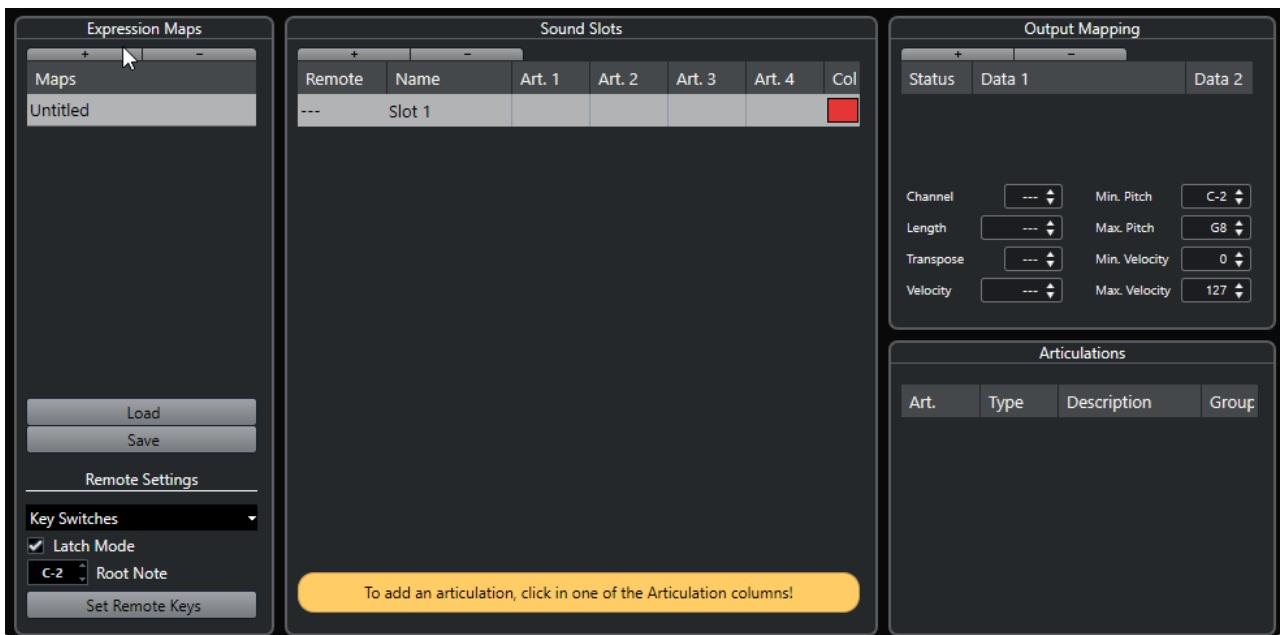 Expression Maps
+ -
Maps
Untitled
Load
Save
Remote Settings
Key Switches
Latch Mode
C-2 Root Note
Set Remote Keys
Sound Slots
+ -
Remote Name Art. 1 Art. 2 Art. 3 Art. 4 Col
--- Slot 1
To add an articulation, click in one of the Articulation columns!
Output Mapping
+ -
Status Data 1 Data 2
Channel --- Min. Pitch C-2
Length --- Max. Pitch G8
Transpose --- Min. Velocity 0
Velocity --- Max. Velocity 127
Articulations
Art. Type Description Group